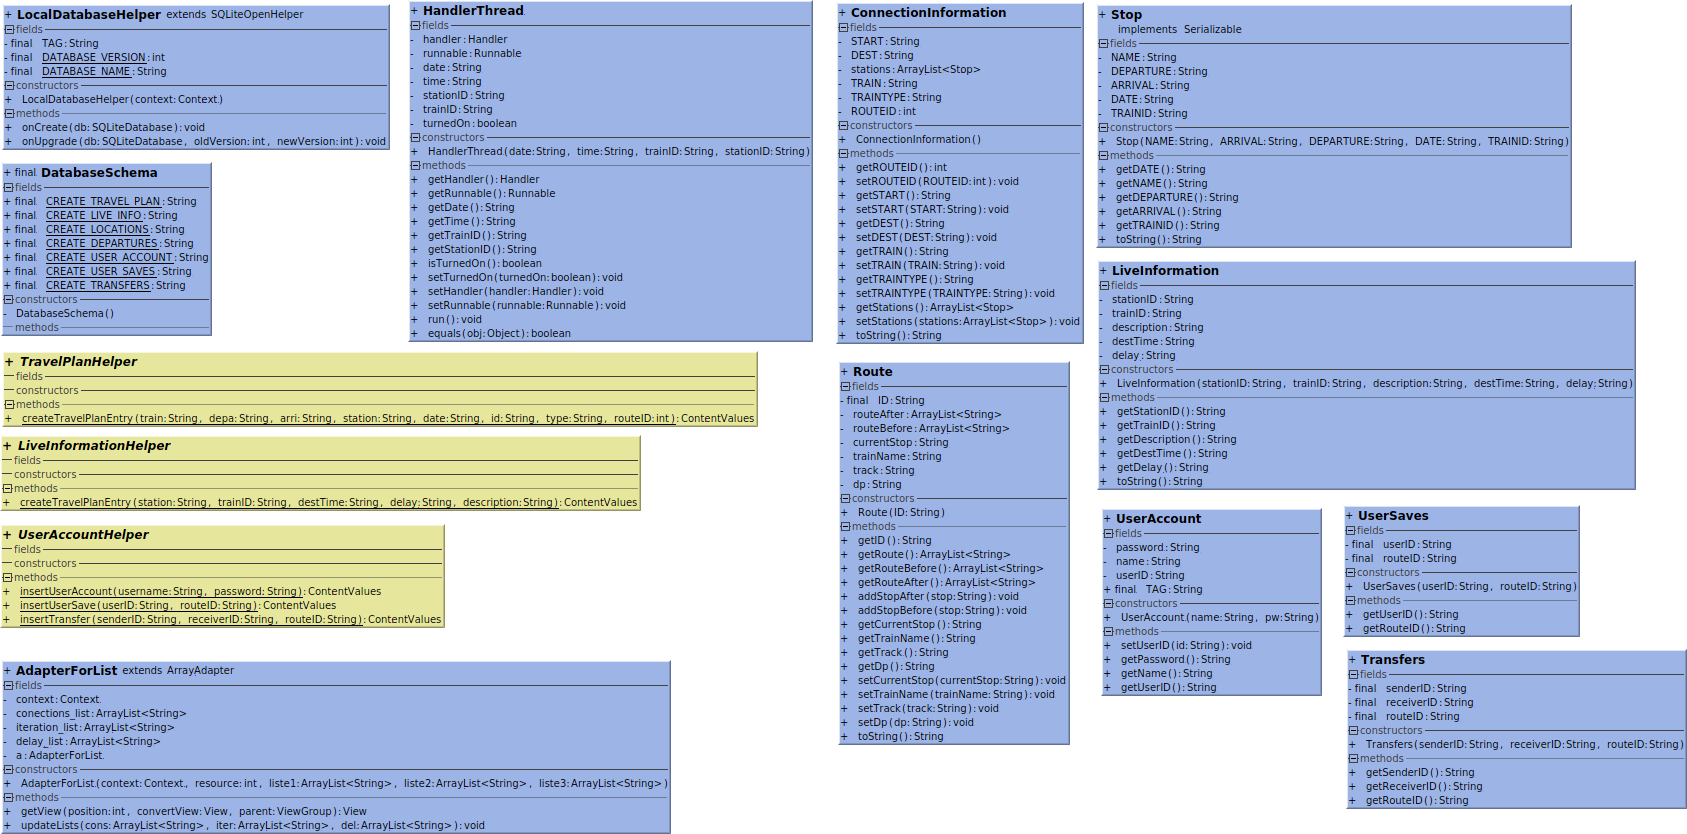 + LocalDatabaseHelper extends SQLiteOpenHelper
fields
- final TAG:String
- final DATABASE_VERSION:int
- final DATABASE_NAME:String
constructors
+ LocalDatabaseHelper(context:Context)
methods
+ onCreate(db:SQLiteDatabase):void
+ onUpgrade(db:SQLiteDatabase, oldVersion:int, newVersion:int):void
+ final DatabaseSchema
fields
+ final CREATE_TRAVEL_PLAN:String
+ final CREATE_LIVE_INFO:String
+ final CREATE_LOCATIONS:String
+ final CREATE_DEPARTURES:String
+ final CREATE_USER_ACCOUNT:String
+ final CREATE_USER_SAVES:String
+ final CREATE_TRANSFERS:String
constructors
- DatabaseSchema()
methods
+ TravelPlanHelper
fields
constructors
methods
+ createTravelPlanEntry(train:String, depa:String, arri:String, station:String, date:String, id:String, type:String, routeID:int):ContentValues
+ LiveInformationHelper
fields
constructors
methods
+ createTravelPlanEntry(station:String, trainID:String, destTime:String, delay:String, description:String):ContentValues
+ UserAccountHelper
fields
constructors
methods
+ insertUserAccount(username:String, password:String):ContentValues
+ insertUserSave(userID:String, routeID:String):ContentValues
+ insertTransfer(senderID:String, receiverID:String, routeID:String):ContentValues
+ AdapterForList extends ArrayAdapter
fields
- context:Context
- conections_list:ArrayList<String>
- iteration_list:ArrayList<String>
- delay_list:ArrayList<String>
- a:AdapterForList
constructors
+ AdapterForList(context:Context, resource:int, liste1:ArrayList<String>, liste2:ArrayList<String>, liste3:ArrayList<String>)
methods
+ getView(position:int, convertView:View, parent:ViewGroup):View
+ updateLists(cons:ArrayList<String>, iter:ArrayList<String>, del:ArrayList<String>):void
+ HandlerThread
fields
- handler:Handler
- runnable:Runnable
- date:String
- time:String
- stationID:String
- trainID:String
- turnedOn:boolean
constructors
+ HandlerThread(date:String, time:String, trainID:String, stationID:String)
methods
+ getHandler():Handler
+ getRunnable():Runnable
+ getDate():String
+ getTime():String
+ getTrainID():String
+ getStationID():String
+ isTurnedOn():boolean
+ setTurnedOn(turnedOn:boolean):void
+ setHandler(handler:Handler):void
+ setRunnable(runnable:Runnable):void
+ run():void
+ equals(obj:Object):boolean
+ ConnectionInformation
fields
- START:String
- DEST:String
- stations:ArrayList<Stop>
- TRAIN:String
- TRAINTYPE:String
- ROUTEID:int
constructors
+ ConnectionInformation()
methods
+ getROUTEID():int
+ setROUTEID(ROUTEID:int):void
+ getSTART():String
+ setSTART(START:String):void
+ getDEST():String
+ setDEST(DEST:String):void
+ getTRAIN():String
+ setTRAIN(TRAIN:String):void
+ getTRAINTYPE():String
+ setTRAINTYPE(TRAINTYPE:String):void
+ getStations():ArrayList<Stop>
+ setStations(stations:ArrayList<Stop>):void
+ toString():String
+ Route
fields
- final ID:String
- routeAfter:ArrayList<String>
- routeBefore:ArrayList<String>
- currentStop:String
- trainName:String
- track:String
- dp:String
constructors
+ Route(ID:String)
methods
+ getID():String
+ getRoute():ArrayList<String>
+ getRouteBefore():ArrayList<String>
+ getRouteAfter():ArrayList<String>
+ addStopAfter(stop:String):void
+ addStopBefore(stop:String):void
+ getCurrentStop():String
+ getTrainName():String
+ getTrack():String
+ getDp():String
+ setCurrentStop(currentStop:String):void
+ setTrainName(trainName:String):void
+ setTrack(track:String):void
+ setDp(dp:String):void
+ toString():String
+ Stop
implements Serializable
fields
- NAME:String
- DEPARTURE:String
- ARRIVAL:String
- DATE:String
- TRAINID:String
constructors
+ Stop(NAME:String, ARRIVAL:String, DEPARTURE:String, DATE:String, TRAINID:String)
methods
+ getDATE():String
+ getNAME():String
+ getDEPARTURE():String
+ getARRIVAL():String
+ getTRAINID():String
+ toString():String
+ LiveInformation
fields
- stationID:String
- trainID:String
- description:String
- destTime:String
- delay:String
constructors
+ LiveInformation(stationID:String, trainID:String, description:String, destTime:String, delay:String)
methods
+ getStationID():String
+ getTrainID():String
+ getDescription():String
+ getDestTime():String
+ getDelay():String
+ toString():String
+ UserAccount
fields
- password:String
- name:String
- userID:String
+ final TAG:String
constructors
+ UserAccount(name:String, pw:String)
methods
+ setUserID(id:String):void
+ getPassword():String
+ getName():String
+ getUserID():String
+ UserSaves
fields
- final userID:String
- final routeID:String
constructors
+ UserSaves(userID:String, routeID:String)
methods
+ getUserID():String
+ getRouteID():String
+ Transfers
fields
- final senderID:String
- final receiverID:String
- final routeID:String
constructors
+ Transfers(senderID:String, receiverID:String, routeID:String)
methods
+ getSenderID():String
+ getReceiverID():String
+ getRouteID():String